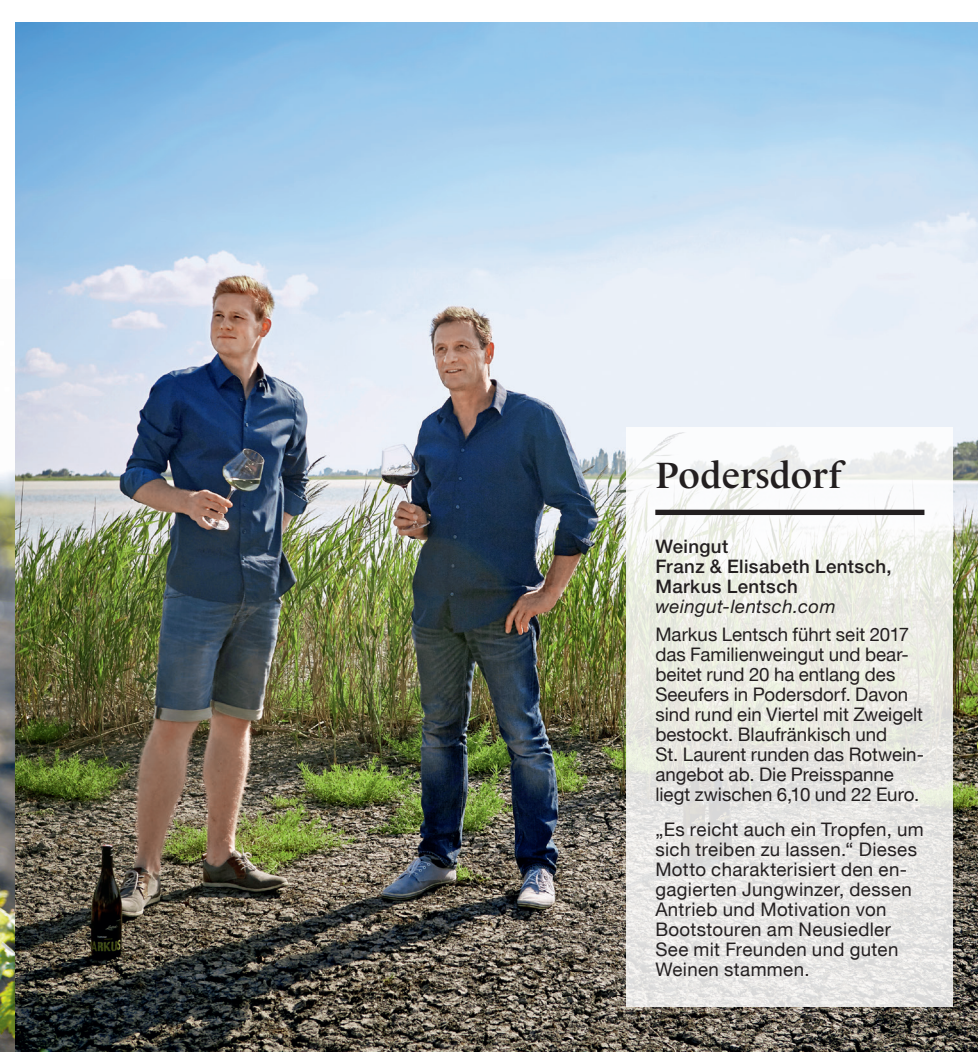 Podersdorf
Weingut
Franz & Elisabeth Lentsch,
Markus Lentsch
weingut-lentsch.com
Markus Lentsch führt seit 2017
das Familienweingut und bear-
beitet rund 20 ha entlang des
Seeufers in Podersdorf. Davon
sind rund ein Viertel mit Zweigelt
bestockt. Blaufränkisch und
St. Laurent runden das Rotwein-
angebot ab. Die Preisspanne
liegt zwischen 6,10 und 22 Euro.
„Es reicht auch ein Tropfen, um
sich treiben zu lassen.“ Dieses
Motto charakterisiert den en-
gagierten Jungwinzer, dessen
Antrieb und Motivation von
Bootstouren am Neusiedler
See mit Freunden und guten
Weinen stammen.
ARKUS